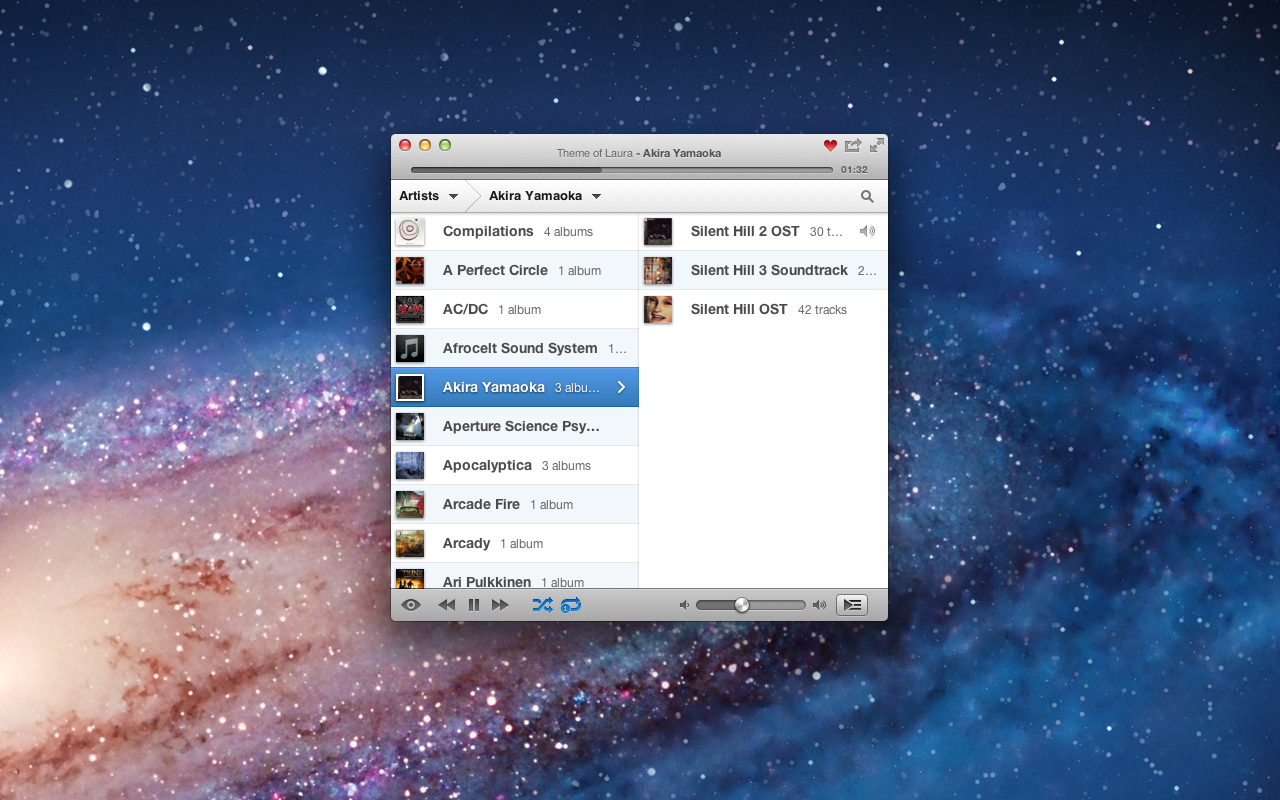 Theme of Laura - Akira Yamaoka
01:32
Artists
Akira Yamaoka
Compilations 4 albums
A Perfect Circle 1 album
AC/DC 1 album
Afrocelt Sound System 1...
Akira Yamaoka 3 albu...
Aperture Science Psy...
Apocalyptica 3 albums
Arcade Fire 1 album
Arcady 1 album
Ari Pulkkinen 1 album
Silent Hill 2 OST 30 t...
Silent Hill 3 Soundtrack 2...
Silent Hill OST 42 tracks